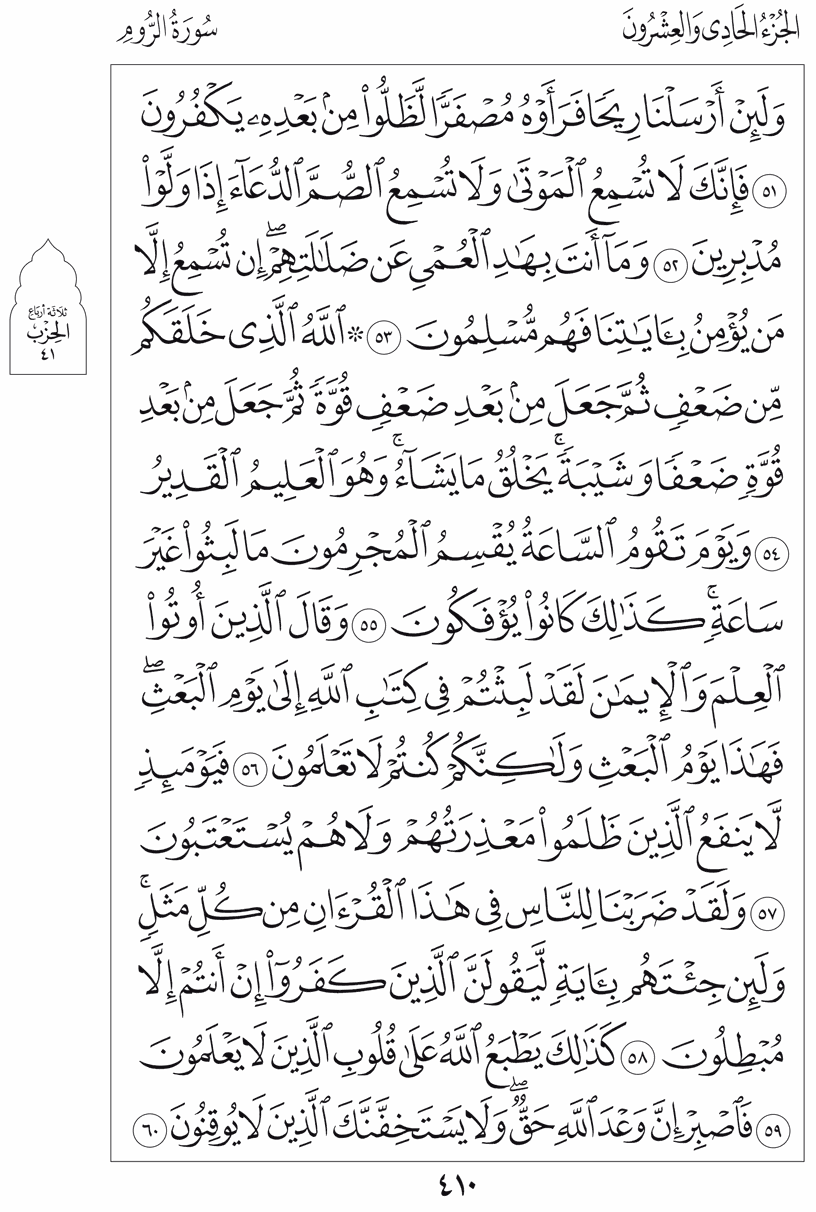 الجُزْءُ الحَادِى وَالعِشْرُونَ
سُورَةُ الرُّومِ
وَلَئِنْ أَرْسَلْنَا رِيحًا فَرَأَوْهُ مُصْفَرًّا لَّظَلُّوا۟ مِنۢ بَعْدِهِۦ يَكْفُرُونَ
٥١ فَإِنَّكَ لَا تُسْمِعُ ٱلْمَوْتَىٰ وَلَا تُسْمِعُ ٱلصُّمَّ ٱلدُّعَآءَ إِذَا وَلَّوْا۟
مُدْبِرِينَ ٥٢ وَمَآ أَنتَ بِهَٰدِ ٱلْعُمْىِ عَن ضَلَٰلَتِهِمْ ۖ إِن تُسْمِعُ إِلَّا
مَن يُؤْمِنُ بِـَٔايَٰتِنَا فَهُم مُّسْلِمُونَ ٥٣ ۞ ٱللَّهُ ٱلَّذِى خَلَقَكُم
ثَلَاثَةُ أَرْبَاعِ
الحِزْب
٤١
مِّن ضَعْفٍ ثُمَّ جَعَلَ مِنۢ بَعْدِ ضَعْفٍ قُوَّةً ثُمَّ جَعَلَ مِنۢ بَعْدِ
قُوَّةٍ ضَعْفًا وَشَيْبَةً ۚ يَخْلُقُ مَا يَشَآءُ ۚ وَهُوَ ٱلْعَلِيمُ ٱلْقَدِيرُ
٥٤ وَيَوْمَ تَقُومُ ٱلسَّاعَةُ يُقْسِمُ ٱلْمُجْرِمُونَ مَا لَبِثُوا۟ غَيْرَ
سَاعَةٍ ۚ كَذَٰلِكَ كَانُوا۟ يُؤْفَكُونَ ٥٥ وَقَالَ ٱلَّذِينَ أُوتُوا۟
ٱلْعِلْمَ وَٱلْإِيمَٰنَ لَقَدْ لَبِثْتُمْ فِى كِتَٰبِ ٱللَّهِ إِلَىٰ يَوْمِ ٱلْبَعْثِ ۖ
فَهَٰذَا يَوْمُ ٱلْبَعْثِ وَلَٰكِنَّكُمْ كُنتُمْ لَا تَعْلَمُونَ ٥٦ فَيَوْمَئِذٍ
لَّا يَنفَعُ ٱلَّذِينَ ظَلَمُوا۟ مَعْذِرَتُهُمْ وَلَا هُمْ يُسْتَعْتَبُونَ
٥٧ وَلَقَدْ ضَرَبْنَا لِلنَّاسِ فِى هَٰذَا ٱلْقُرْءَانِ مِن كُلِّ مَثَلٍ ۚ
وَلَئِن جِئْتَهُم بِـَٔايَةٍ لَّيَقُولَنَّ ٱلَّذِينَ كَفَرُوٓا۟ إِنْ أَنتُمْ إِلَّا
مُبْطِلُونَ ٥٨ كَذَٰلِكَ يَطْبَعُ ٱللَّهُ عَلَىٰ قُلُوبِ ٱلَّذِينَ لَا يَعْلَمُونَ
٥٩ فَٱصْبِرْ إِنَّ وَعْدَ ٱللَّهِ حَقٌّ ۖ وَلَا يَسْتَخِفَّنَّكَ ٱلَّذِينَ لَا يُوقِنُونَ ٦٠
٤١٠